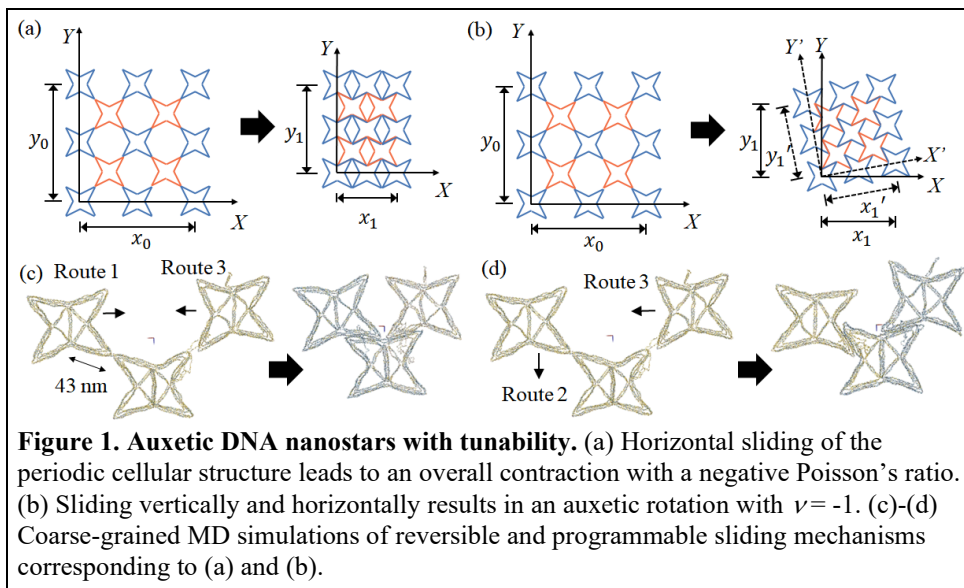 (a)
Y
y₀
x₀
X
y₁
x₁
X
(b)
Y
y₀
x₀
X
Y’
Y
y₁
y₁’
X’
X
x₁’
x₁
(c)
Route 1
Route 3
43 nm
(d)
Route 3
Route 2
Figure 1. Auxetic DNA nanostars with tunability. (a) Horizontal sliding of the
periodic cellular structure leads to an overall contraction with a negative Poisson’s ratio.
(b) Sliding vertically and horizontally results in an auxetic rotation with ν = -1. (c)-(d)
Coarse-grained MD simulations of reversible and programmable sliding mechanisms
corresponding to (a) and (b).